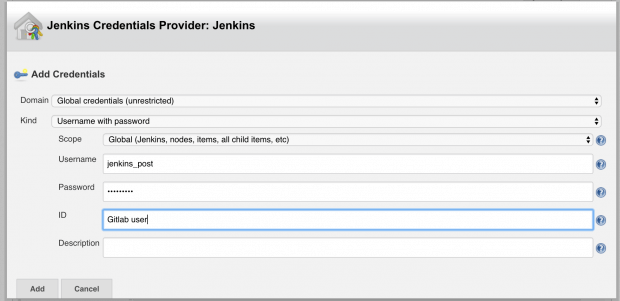 Jenkins Credentials Provider: Jenkins
Add Credentials
Domain Global credentials (unrestricted)
Kind Username with password
Scope Global (Jenkins, nodes, items, all child items, etc)
Username jenkins_post
Password •••••••••
ID Gitlab user
Description
Add Cancel